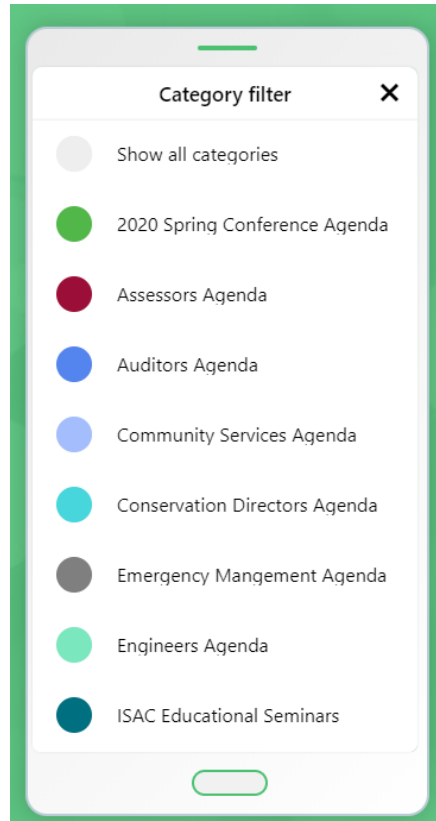 Category filter
Show all categories
2020 Spring Conference Agenda
Assessors Agenda
Auditors Agenda
Community Services Agenda
Conservation Directors Agenda
Emergency Mangement Agenda
Engineers Agenda
ISAC Educational Seminars